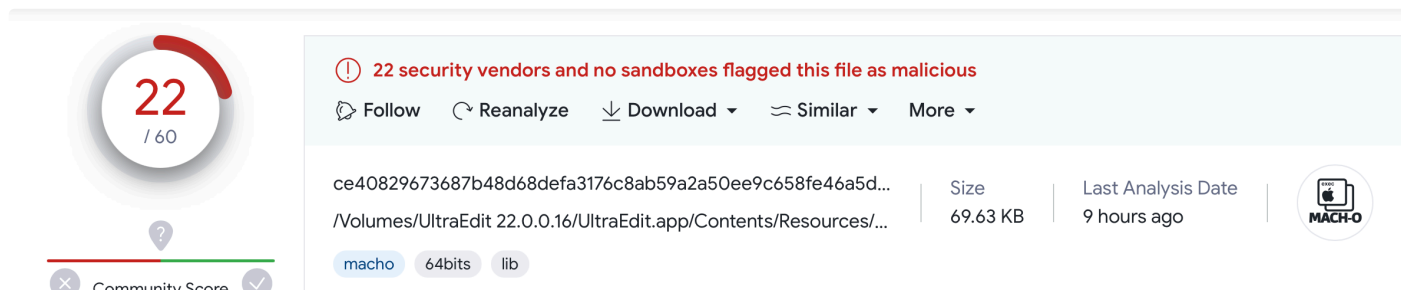 22
/ 60
?
Community Score
22 security vendors and no sandboxes flagged this file as malicious
Follow Reanalyze Download Similar More
ce40829673687b48d68defa3176c8ab59a2a50ee9c658fe46a5d...
/Volumes/UltraEdit 22.0.0.16/UltraEdit.app/Contents/Resources/...
macho 64bits lib
Size
69.63 KB
Last Analysis Date
9 hours ago
exec
MACH-O